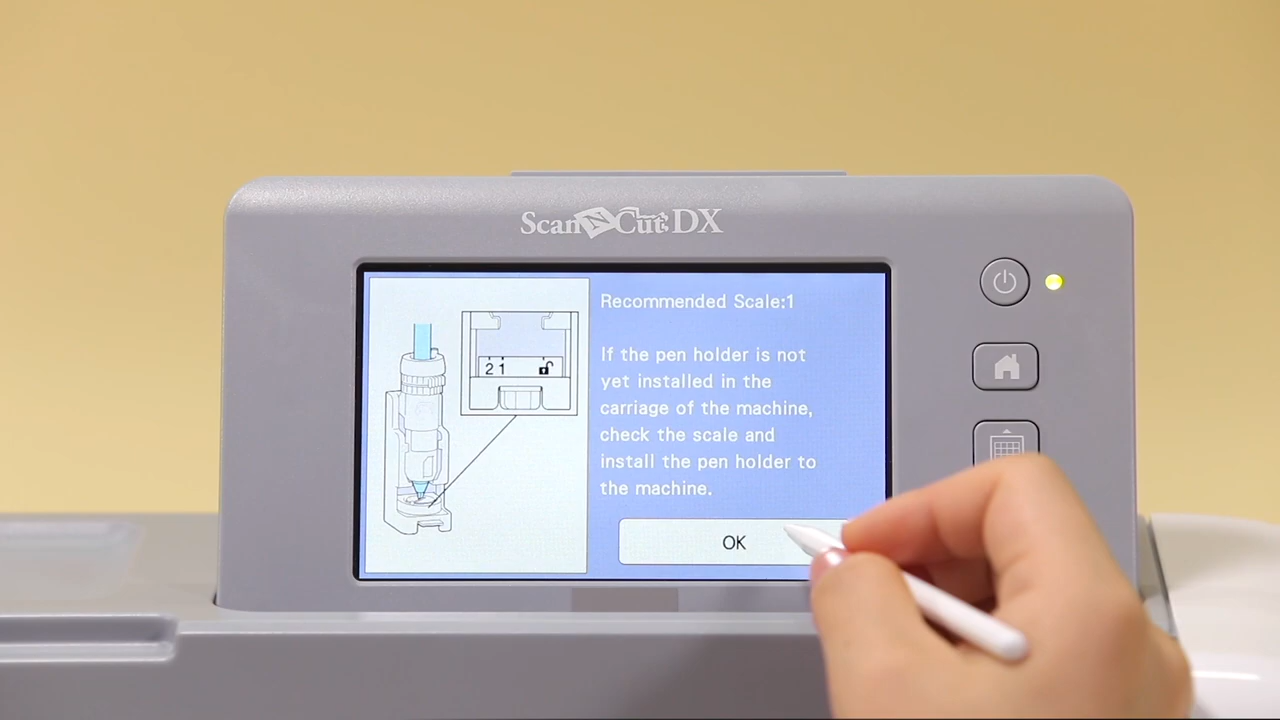 ScanNCut DX
Recommended Scale:1
If the pen holder is not
yet installed in the
carriage of the machine,
check the scale and
install the pen holder to
the machine.
2 1
OK